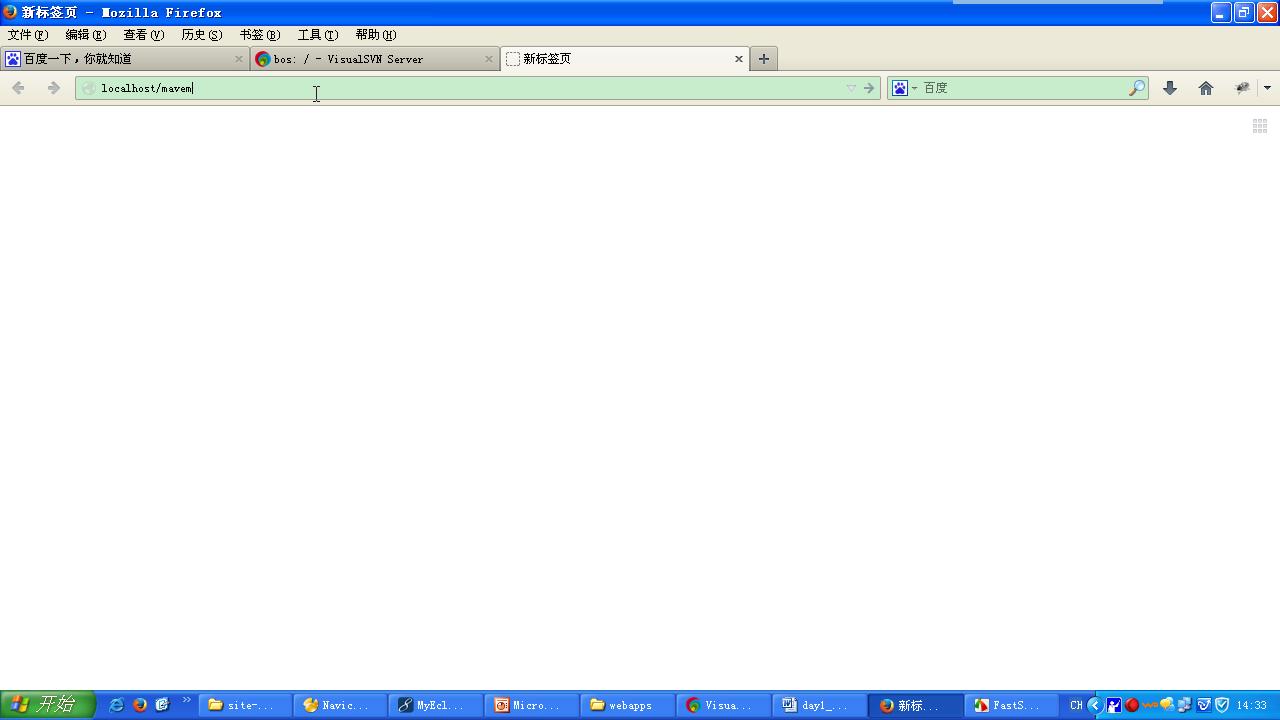 新标签页 - Mozilla Firefox
文件(F) 编辑(E) 查看(V) 历史(S) 书签(B) 工具(T) 帮助(H)
百度一下，你就知道 bos: / - VisualSVN Server 新标签页
localhost/mavem 百度
开始 site-... Navic... MyEcl... Micro... webapps Visua... day1_... 新标... FastS... CH 14:33